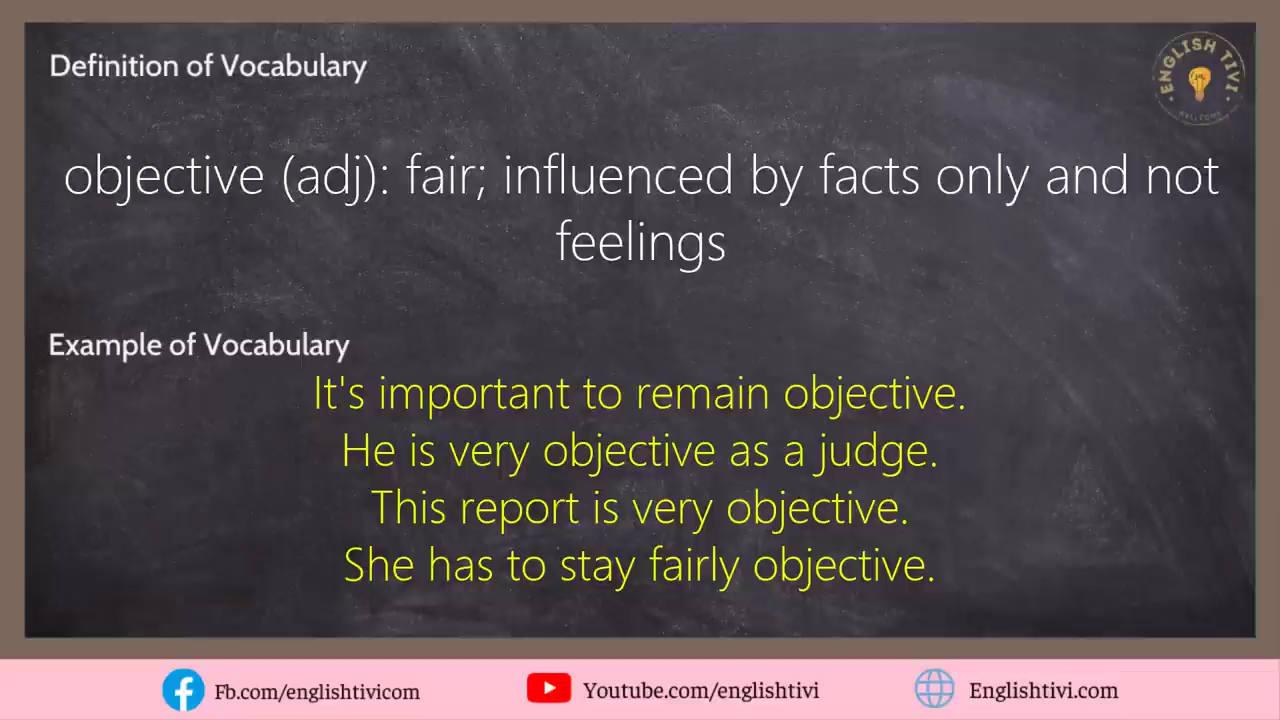 Definition of Vocabulary
ENGLISH TIVI
objective (adj): fair; influenced by facts only and not
feelings
Example of Vocabulary
It's important to remain objective.
He is very objective as a judge.
This report is very objective.
She has to stay fairly objective.
Fb.com/englishtivicom
Youtube.com/englishtivi
Englishtivi.com